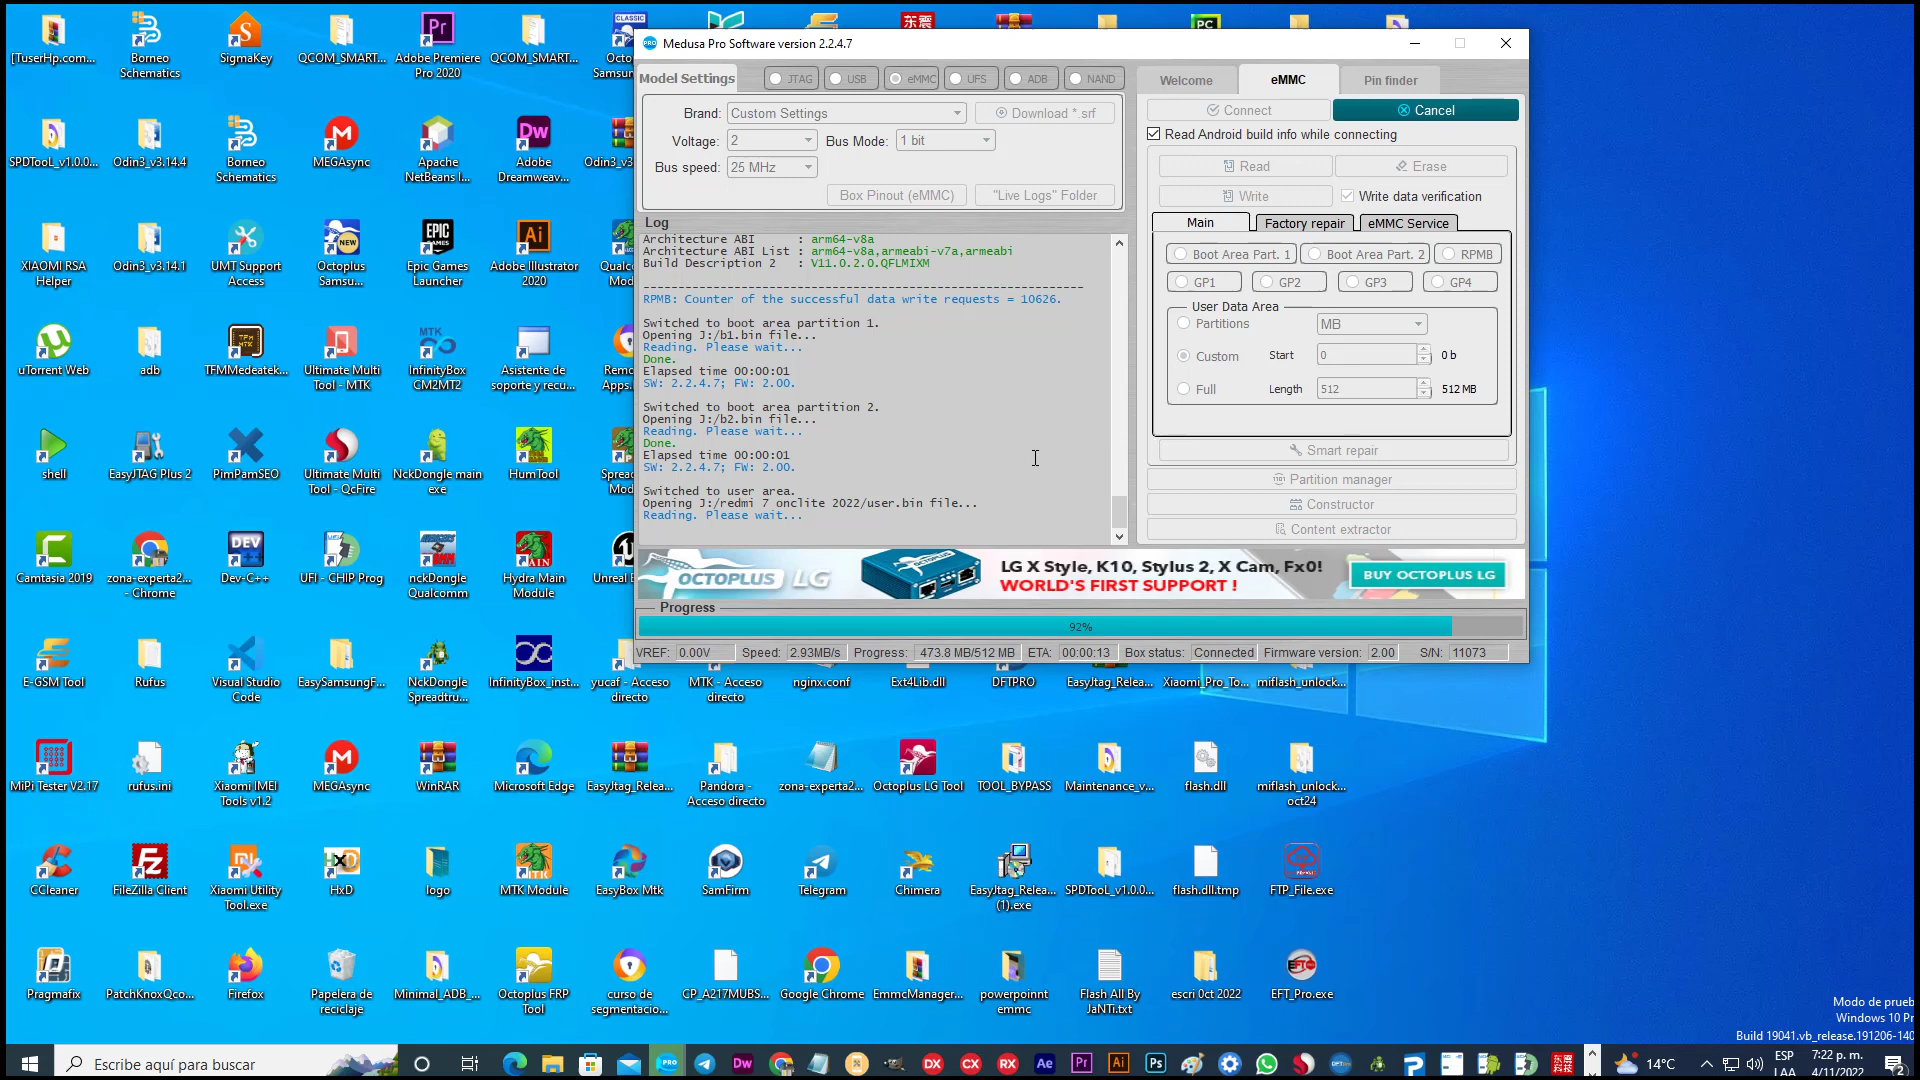 Medusa Pro Software version 2.2.4.7
Model Settings
JTAG
USB
eMMC
UFS
ADB
NAND
Brand:
Custom Settings
Download *.srf
Voltage:
2
Bus Mode:
1 bit
Bus speed:
25 MHz
Box Pinout (eMMC)
"Live Logs" Folder
Log
Architecture ABI : arm64-v8a
Architecture ABI List : arm64-v8a,armeabi-v7a,armeabi
Build Description 2 : V11.0.2.0.QFLMIXM
--------------------------------------------------------
RPMB: Counter of the successful data write requests = 10626.
Switched to boot area partition 1.
Opening J:/b1.bin file...
Reading. Please wait...
Done.
Elapsed time 00:00:01
SW: 2.2.4.7; FW: 2.00.
Switched to boot area partition 2.
Opening J:/b2.bin file...
Reading. Please wait...
Done.
Elapsed time 00:00:01
SW: 2.2.4.7; FW: 2.00.
Switched to user area.
Opening J:/redmi 7 onclite 2022/user.bin file...
Reading. Please wait...
Welcome
eMMC
Pin finder
Connect
Cancel
Read Android build info while connecting
Read
Erase
Write
Write data verification
Main
Factory repair
eMMC Service
Boot Area Part. 1
Boot Area Part. 2
RPMB
GP1
GP2
GP3
GP4
User Data Area
Partitions
MB
Custom
Start
0
0 b
Full
Length
512
512 MB
Smart repair
Partition manager
Constructor
Content extractor
OCTOPLUS LG
LG X Style, K10, Stylus 2, X Cam, Fx0!
WORLD'S FIRST SUPPORT !
BUY OCTOPLUS LG
Progress
92%
VREF: 0.00V
Speed: 2.93MB/s
Progress: 473.8 MB/512 MB
ETA: 00:00:13
Box status: Connected
Firmware version: 2.00
S/N: 11073
[TuserHp.com...
Borneo
Schematics
SigmaKey
QCOM_SMART...
Adobe Premiere
Pro 2020
QCOM_SMART...
SPDTooL_v1.0.0...
Odin3_v3.14.4
Borneo
Schematics
MEGAsync
Apache
NetBeans I...
Adobe
Dreamweav...
XIAOMI RSA
Helper
Odin3_v3.14.1
UMT Support
Access
Octoplus
Samsu...
Epic Games
Launcher
Adobe Illustrator
2020
uTorrent Web
adb
TFMMedeatek...
Ultimate Multi
Tool - MTK
InfinityBox
CM2MT2
Asistente de
soporte y recu...
shell
EasyJTAG Plus 2
PimPamSEO
Ultimate Multi
Tool - QcFire
NckDongle main
exe
HumTool
Camtasia 2019
zona-experta2...
- Chrome
Dev-C++
UFI - CHIP Prog
nckDongle
Qualcomm
Hydra Main
Module
E-GSM Tool
Rufus
Visual Studio
Code
EasySamsungF...
NckDongle
Spreadtru...
InfinityBox_inst...
yucaf - Acceso
directo
MTK - Acceso
directo
nginx.conf
Ext4Lib.dll
DFTPRO
EasyJtag_Relea...
Xiaomi_Pro_To...
miflash_unlock...
MiPi Tester V2.17
rufus.ini
Xiaomi IMEI
Tools v1.2
MEGAsync
WinRAR
Microsoft Edge
EasyJtag_Relea...
Pandora -
Acceso directo
zona-experta2...
Octoplus LG Tool
TOOL_BYPASS
Maintenance_v...
flash.dll
miflash_unlock...
oct24
CCleaner
FileZilla Client
Xiaomi Utility
Tool.exe
HxD
logo
MTK Module
EasyBox Mtk
SamFirm
Telegram
Chimera
EasyJtag_Relea...
(1).exe
SPDTooL_v1.0.0...
flash.dll.tmp
FTP_File.exe
Pragmafix
PatchKnoxQco...
Firefox
Papelera de
reciclaje
Minimal_ADB_...
Octoplus FRP
Tool
curso de
segmentacio...
CP_A217MUBS...
Google Chrome
EmmcManager...
powerpoinnt
emmc
Flash All By
JaNTi.txt
escri 0ct 2022
EFT_Pro.exe
Modo de prueb
Windows 10 Pr
Build 19041.vb_release.191206-140
Escribe aquí para buscar
14°C
ESP
LAA
7:22 p. m.
4/11/2022